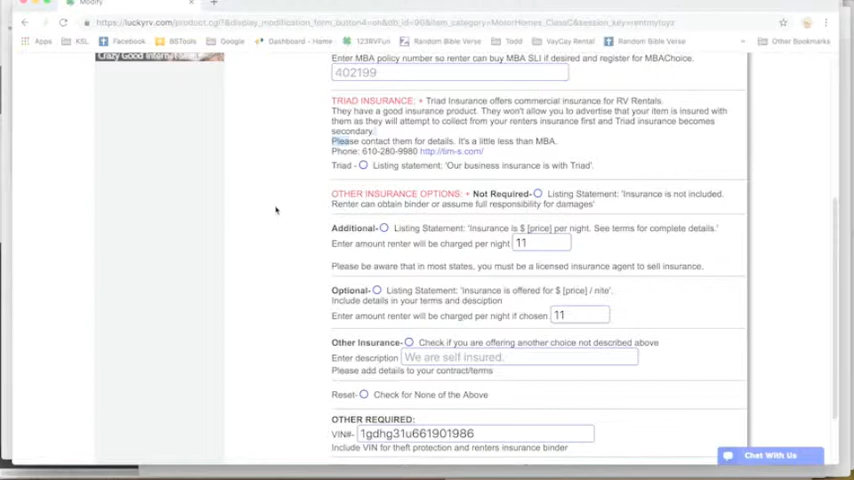 Modify
https://luckyrv.com/product.cgi?&display_modification_form_button4=on&db_id=90&item_category=MotorHomes_ClassC&session_key=rentmytoyz
Apps KSL Facebook BSTools Google Dashboard - Home 123RVFun Random Bible Verse Todd VayCay Rental Random Bible Verse » Other Bookmarks
Enter MBA policy number so renter can buy MBA SLI if desired and register for MBAChoice.
402199
TRIAD INSURANCE: + Triad Insurance offers commercial insurance for RV Rentals.
They have a good insurance product. They won't allow you to advertise that your item is insured with
them as they will attempt to collect from your renters insurance first and Triad insurance becomes
secondary.
Please contact them for details. It's a little less than MBA.
Phone: 610-280-9980 http://tim-s.com/
Triad - Listing statement: 'Our business insurance is with Triad'.
OTHER INSURANCE OPTIONS: + Not Required- Listing Statement: 'Insurance is not included.
Renter can obtain binder or assume full responsibility for damages'
Additional- Listing Statement: 'Insurance is $ [price] per night. See terms for complete details.'
Enter amount renter will be charged per night 11
Please be aware that in most states, you must be a licensed insurance agent to sell insurance.
Optional- Listing Statement: 'Insurance is offered for $ [price] / nite'.
Include details in your terms and desciption
Enter amount renter will be charged per night if chosen 11
Other Insurance- Check if you are offering another choice not described above
Enter description We are self insured.
Please add details to your contract/terms
Reset- Check for None of the Above
OTHER REQUIRED:
VIN#- 1gdhg31u661901986
Include VIN for theft protection and renters insurance binder
Chat With Us